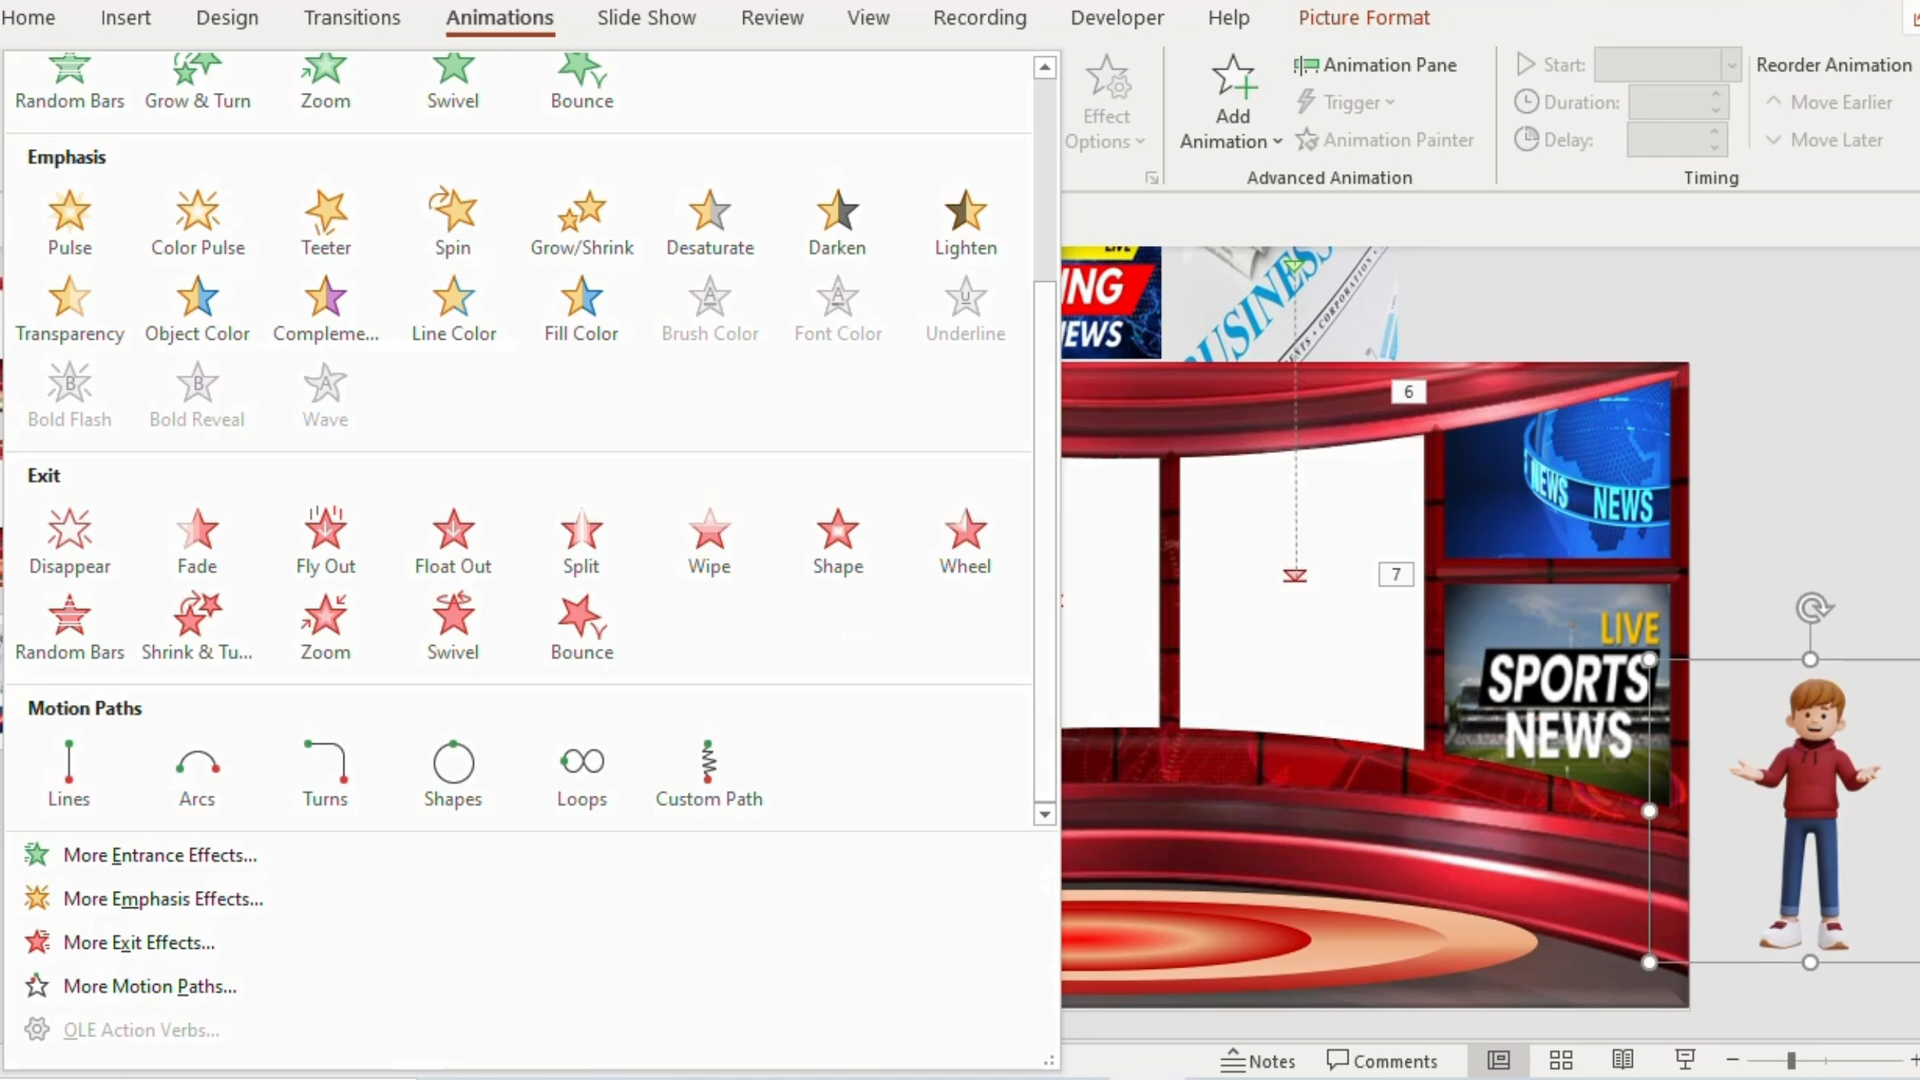 Home Insert Design Transitions Animations Slide Show Review View Recording Developer Help Picture Format
Random Bars Grow & Turn Zoom Swivel Bounce
Effect
Options
Add
Animation
Animation Pane
Trigger
Animation Painter
Advanced Animation
Start:
Duration:
Delay:
Reorder Animation
Move Earlier
Move Later
Timing
Emphasis
Pulse Color Pulse Teeter Spin Grow/Shrink Desaturate Darken Lighten
Transparency Object Color Compleme... Line Color Fill Color Brush Color Font Color Underline
Bold Flash Bold Reveal Wave
Exit
Disappear Fade Fly Out Float Out Split Wipe Shape Wheel
Random Bars Shrink & Tu... Zoom Swivel Bounce
Motion Paths
Lines Arcs Turns Shapes Loops Custom Path
More Entrance Effects...
More Emphasis Effects...
More Exit Effects...
More Motion Paths...
OLE Action Verbs...
LIVE
ING
EWS
BUSINESS
CORPORATION
6
7
NEWS NEWS
LIVE
SPORTS
NEWS
Notes Comments